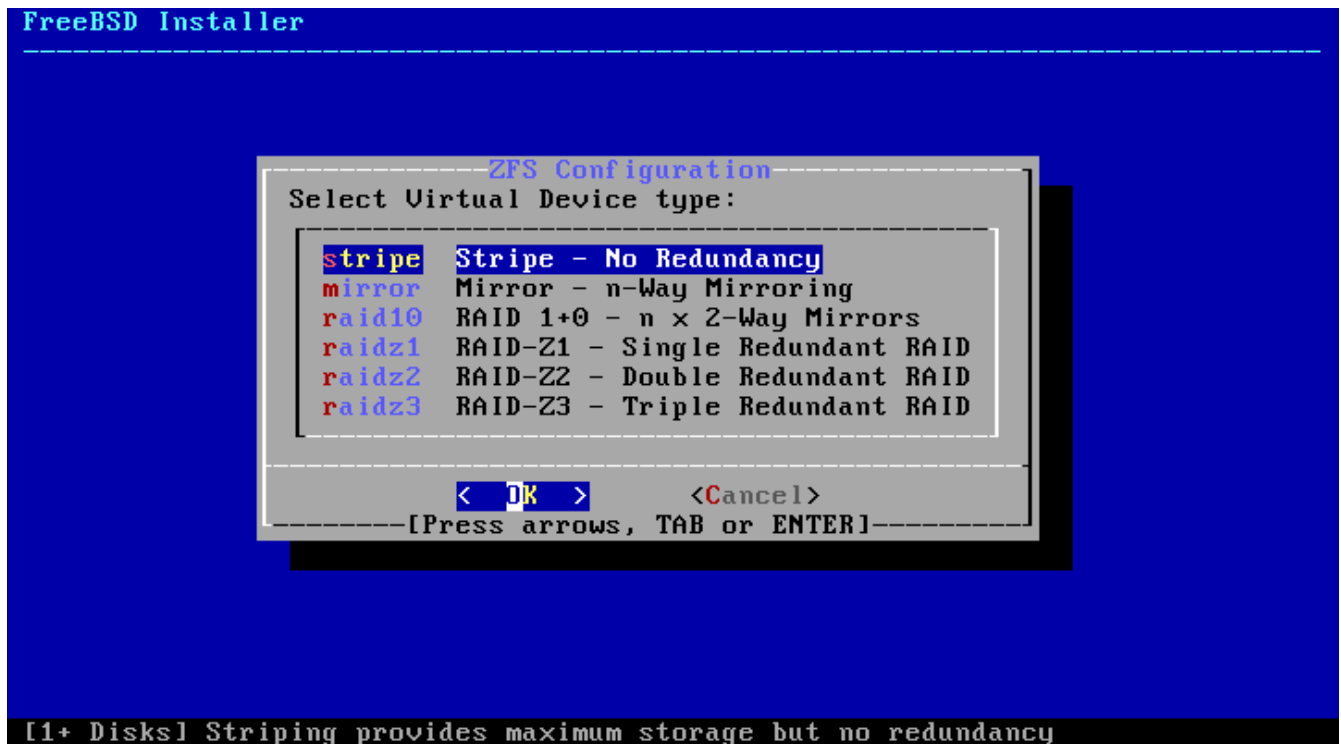 FreeBSD Installer
ZFS Configuration
Select Virtual Device type:
stripe Stripe - No Redundancy
mirror Mirror - n-Way Mirroring
raid10 RAID 1+0 - n x 2-Way Mirrors
raidz1 RAID-Z1 - Single Redundant RAID
raidz2 RAID-Z2 - Double Redundant RAID
raidz3 RAID-Z3 - Triple Redundant RAID
< OK > <Cancel>
[Press arrows, TAB or ENTER]
[1+ Disks] Striping provides maximum storage but no redundancy